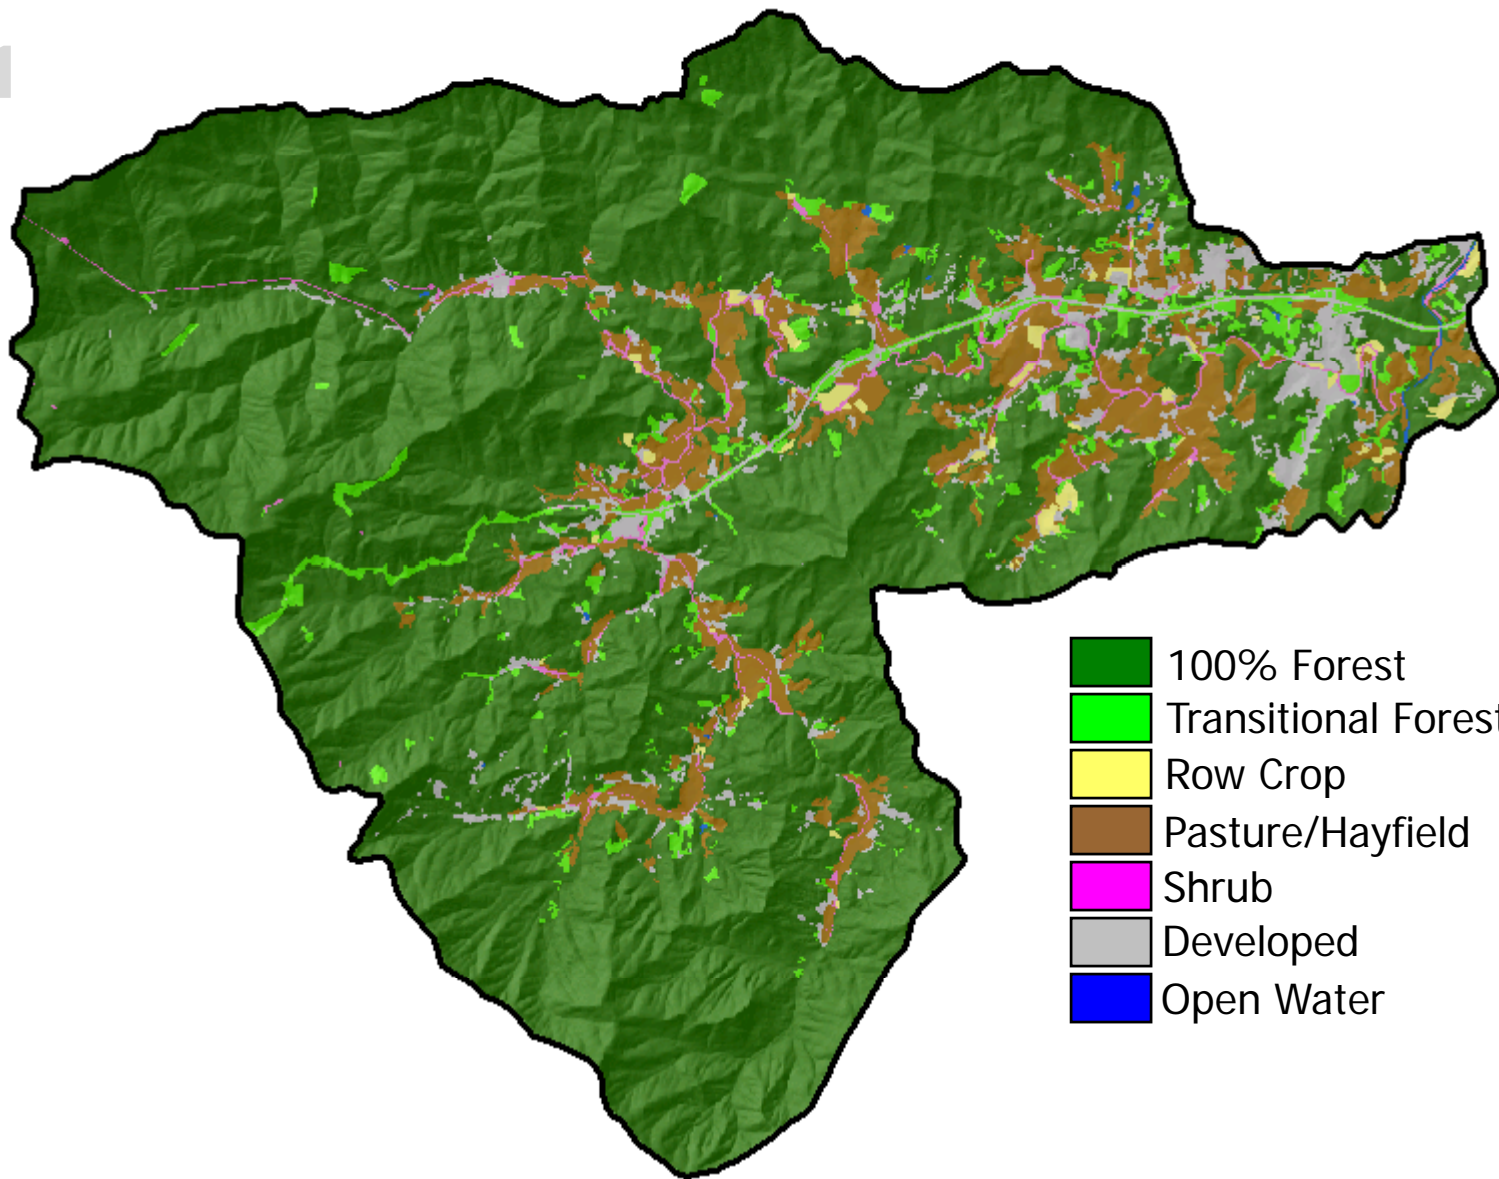 100% Forest
Transitional Forest
Row Crop
Pasture/Hayfield
Shrub
Developed
Open Water